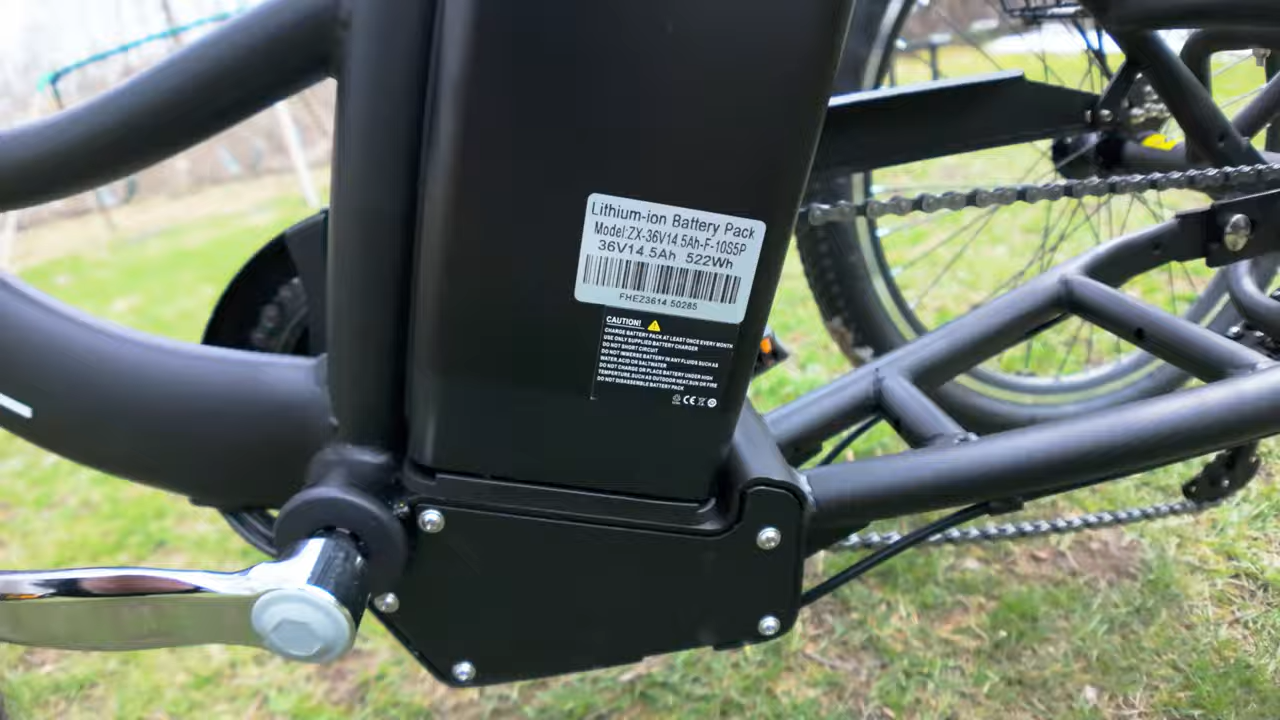 Lithium-ion Battery Pack
Model:ZX-36V14.5Ah-F-10S5P
36V14.5Ah 522Wh
FHEZ3614.50285
CAUTION!
CHARGE BATTERY PACK AT LEAST ONCE EVERY MONTH
USE ONLY SUPPLIED BATTERY CHARGER
DO NOT SHORT CIRCUIT
DO NOT IMMERSE BATTERY IN ANY FLUIDS SUCH AS
WATER,ACID OR SALTWATER
DO NOT CHARGE OR PLACE BATTERY UNDER HIGH
TEMPERTURE.SUCH AS OUTDOOR HEAT,SUN OR FIRE
DO NOT DISASSEMBLE BATTERY PACK
CE